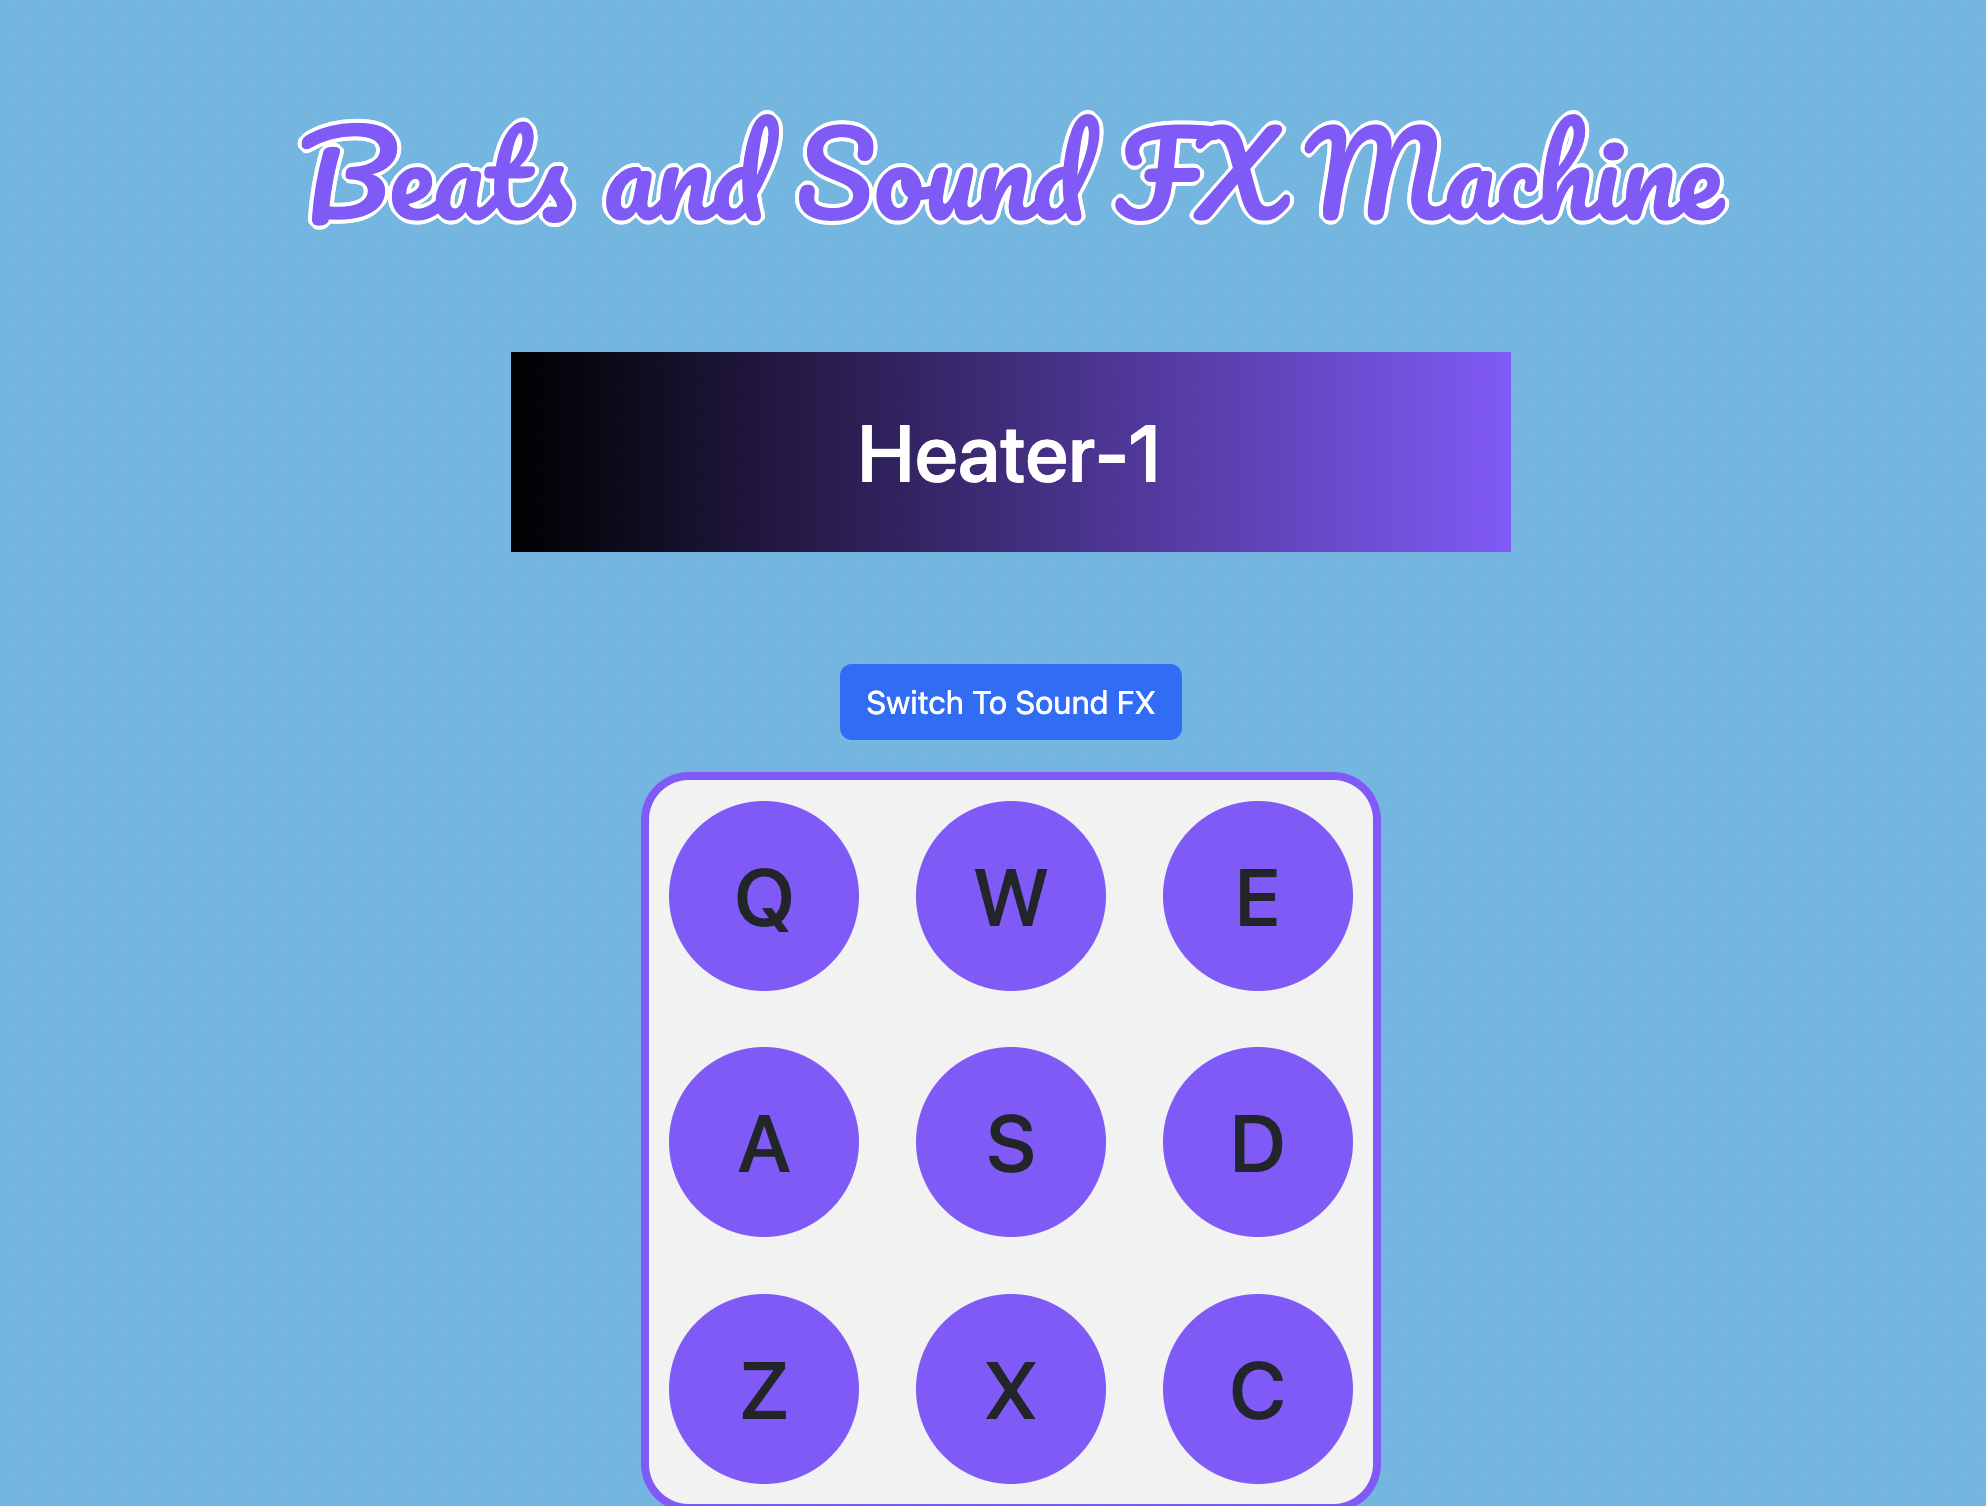 Beats and Sound FX Machine
Heater-1
Switch To Sound FX
Q W E
A S D
Z X C